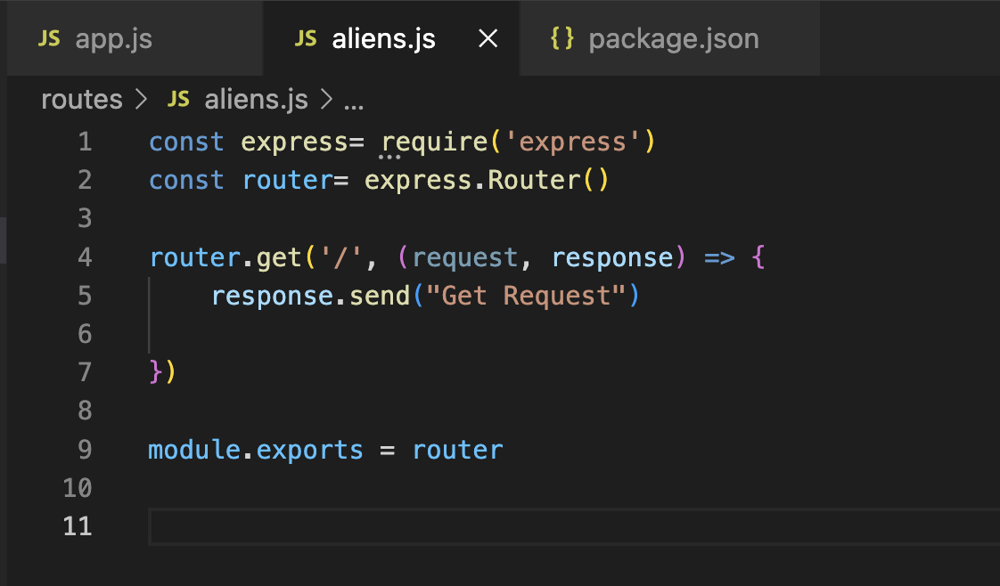 JS app.js JS aliens.js × {} package.json
routes > JS aliens.js > ...
1 const express= require('express')
2 const router= express.Router()
3
4 router.get('/', (request, response) => {
5     response.send("Get Request")
6
7 })
8
9 module.exports = router
10
11